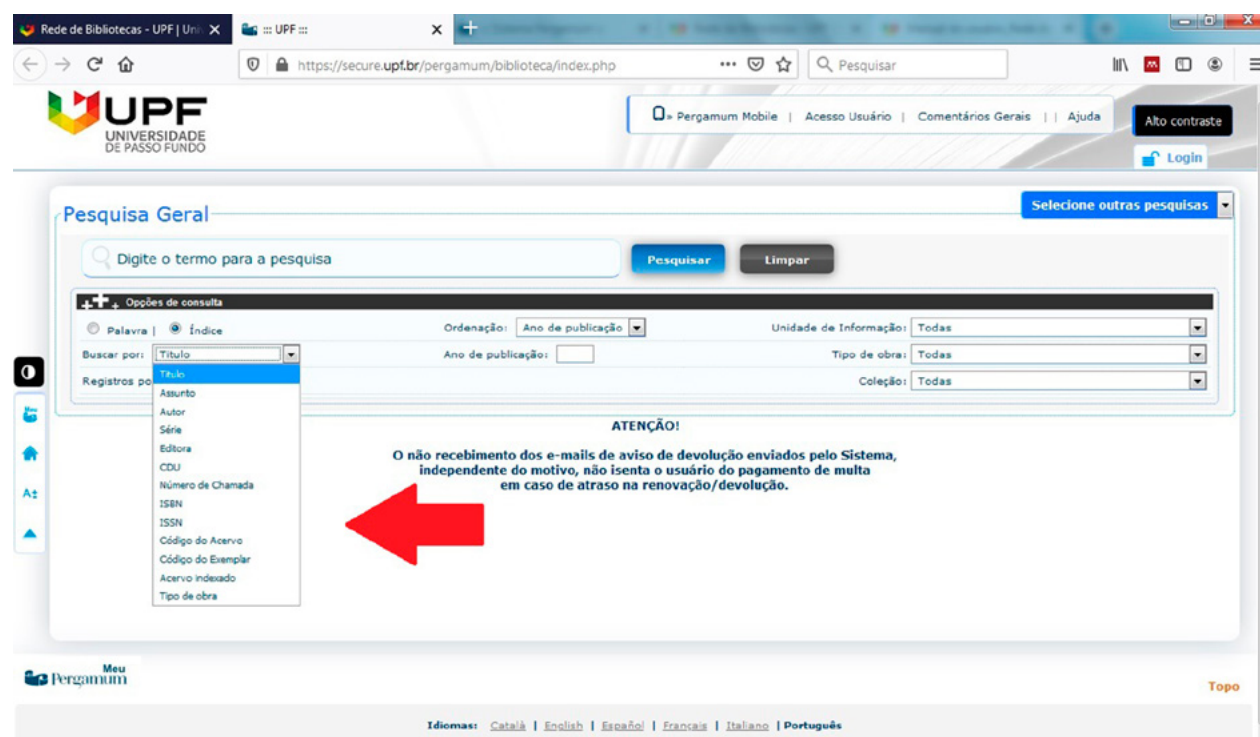 Rede de Bibliotecas - UPF | Uni
::: UPF :::
https://secure.upf.br/pergamum/biblioteca/index.php
Pesquisar
UPF
UNIVERSIDADE
DE PASSO FUNDO
» Pergamum Mobile | Acesso Usuário | Comentários Gerais | | Ajuda
Alto contraste
Login
Selecione outras pesquisas
Pesquisa Geral
Digite o termo para a pesquisa
Pesquisar
Limpar
Opções de consulta
Palavra | Índice
Ordenação: Ano de publicação
Unidade de Informação: Todas
Buscar por: Título
Ano de publicação:
Tipo de obra: Todas
Registros po
Coleção: Todas
Título
Assunto
Autor
Série
Editora
CDU
Número de Chamada
ISBN
ISSN
Código do Acervo
Código do Exemplar
Acervo indexado
Tipo de obra
ATENÇÃO!
O não recebimento dos e-mails de aviso de devolução enviados pelo Sistema,
independente do motivo, não isenta o usuário do pagamento de multa
em caso de atraso na renovação/devolução.
Meu
Pergamum
Topo
Idiomas: Català | English | Español | Français | Italiano | Português